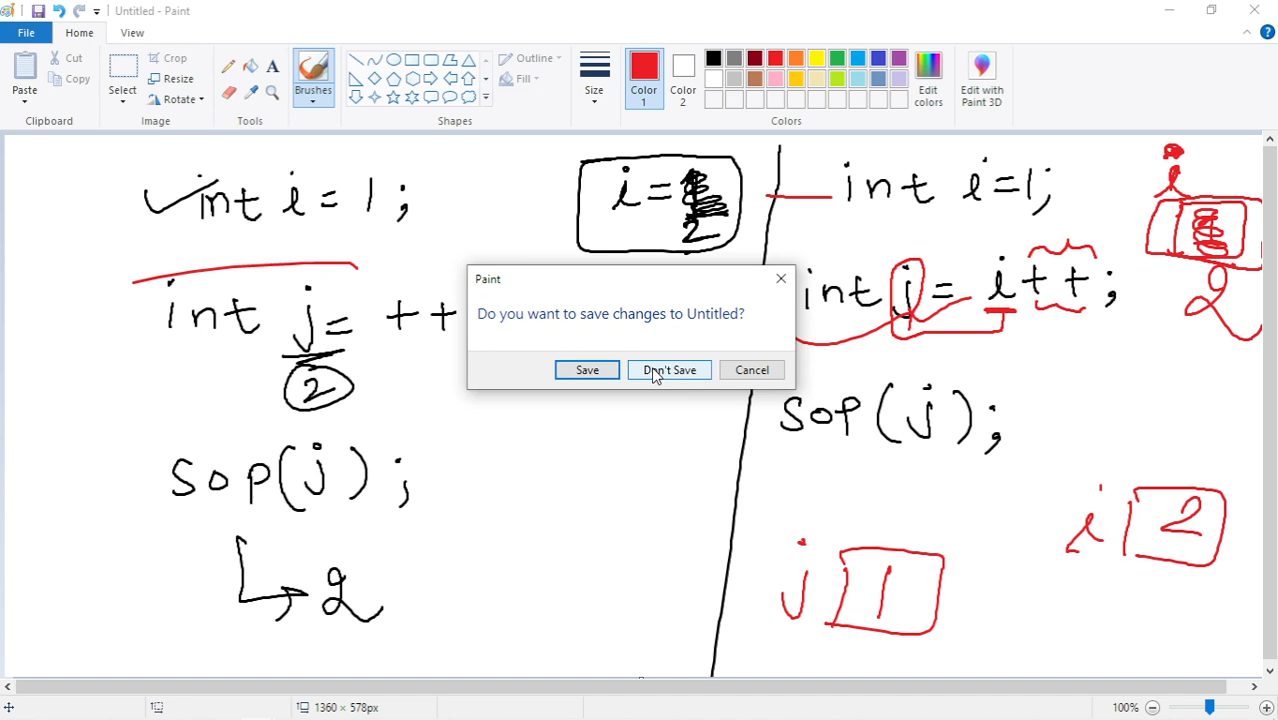 Untitled - Paint
File Home View
Paste
Cut
Copy
Clipboard
Select
Crop
Resize
Rotate
Image
A
Tools
Brushes
Shapes
Outline
Fill
Size
Color 1
Color 2
Edit colors
Colors
Edit with Paint 3D
int i = 1 ;
int j = ++
2
sop(j) ;
2
i =
2
int i=1;
int j = i++;
sop(j);
j 1
i 2
i
2
Paint
Do you want to save changes to Untitled?
Save Don't Save Cancel
1360 × 578px
100%